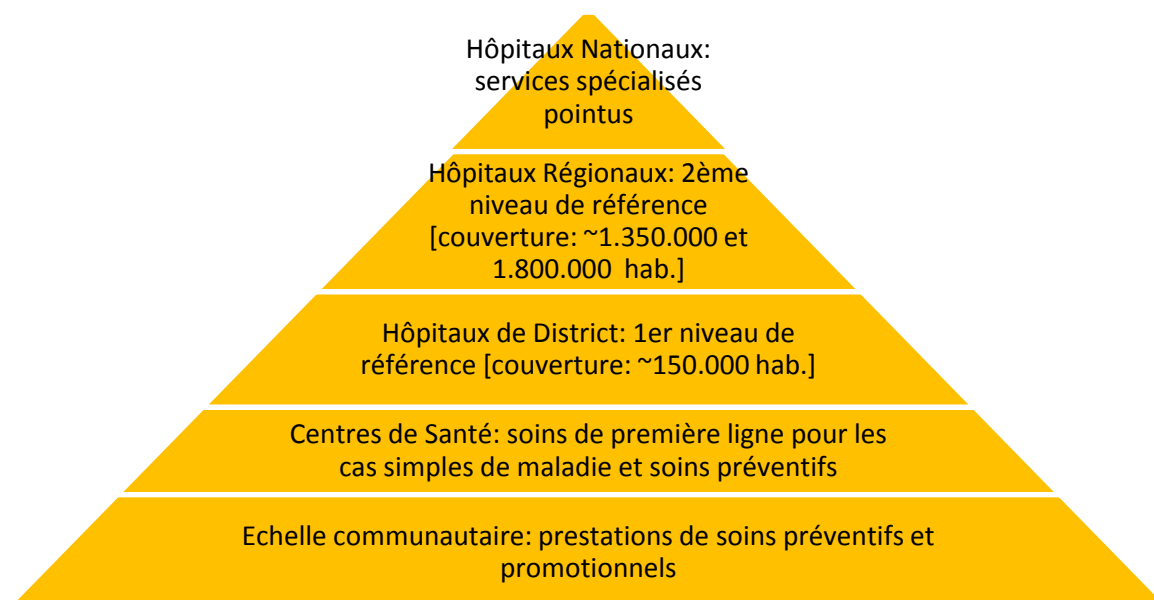 Hôpitaux Nationaux:
services spécialisés
pointus
Hôpitaux Régionaux: 2ème
niveau de référence
[couverture: ~1.350.000 et
1.800.000 hab.]
Hôpitaux de District: 1er niveau de
référence [couverture: ~150.000 hab.]
Centres de Santé: soins de première ligne pour les
cas simples de maladie et soins préventifs
Echelle communautaire: prestations de soins préventifs et
promotionnels